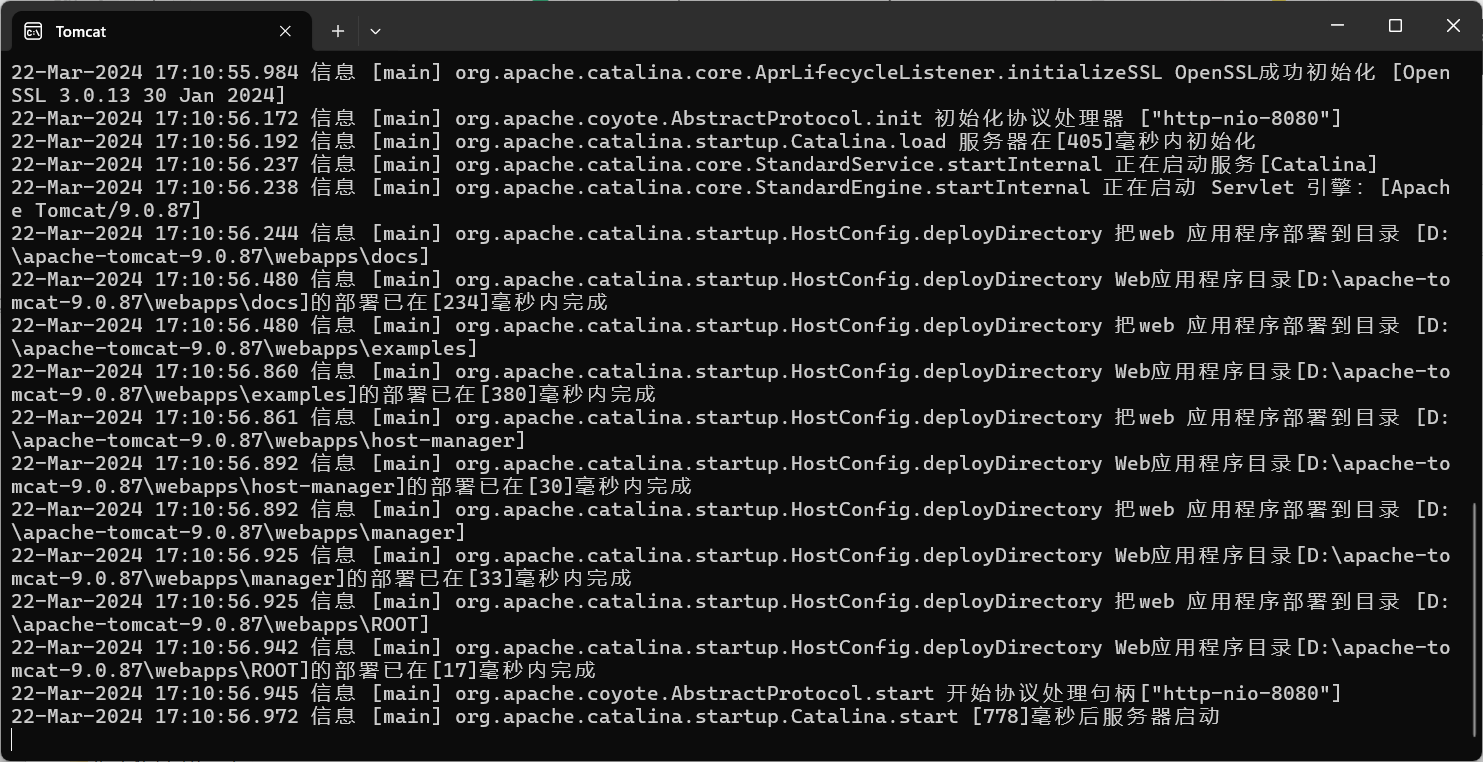 Tomcat
22-Mar-2024 17:10:55.984 信息 [main] org.apache.catalina.core.AprLifecycleListener.initializeSSL OpenSSL成功初始化 [Open
SSL 3.0.13 30 Jan 2024]
22-Mar-2024 17:10:56.172 信息 [main] org.apache.coyote.AbstractProtocol.init 初始化协议处理器 ["http-nio-8080"]
22-Mar-2024 17:10:56.192 信息 [main] org.apache.catalina.startup.Catalina.load 服务器在[405]毫秒内初始化
22-Mar-2024 17:10:56.237 信息 [main] org.apache.catalina.core.StandardService.startInternal 正在启动服务[Catalina]
22-Mar-2024 17:10:56.238 信息 [main] org.apache.catalina.core.StandardEngine.startInternal 正在启动 Servlet 引擎：[Apach
e Tomcat/9.0.87]
22-Mar-2024 17:10:56.244 信息 [main] org.apache.catalina.startup.HostConfig.deployDirectory 把web 应用程序部署到目录 [D:
\apache-tomcat-9.0.87\webapps\docs]
22-Mar-2024 17:10:56.480 信息 [main] org.apache.catalina.startup.HostConfig.deployDirectory Web应用程序目录[D:\apache-to
mcat-9.0.87\webapps\docs]的部署已在[234]毫秒内完成
22-Mar-2024 17:10:56.480 信息 [main] org.apache.catalina.startup.HostConfig.deployDirectory 把web 应用程序部署到目录 [D:
\apache-tomcat-9.0.87\webapps\examples]
22-Mar-2024 17:10:56.860 信息 [main] org.apache.catalina.startup.HostConfig.deployDirectory Web应用程序目录[D:\apache-to
mcat-9.0.87\webapps\examples]的部署已在[380]毫秒内完成
22-Mar-2024 17:10:56.861 信息 [main] org.apache.catalina.startup.HostConfig.deployDirectory 把web 应用程序部署到目录 [D:
\apache-tomcat-9.0.87\webapps\host-manager]
22-Mar-2024 17:10:56.892 信息 [main] org.apache.catalina.startup.HostConfig.deployDirectory Web应用程序目录[D:\apache-to
mcat-9.0.87\webapps\host-manager]的部署已在[30]毫秒内完成
22-Mar-2024 17:10:56.892 信息 [main] org.apache.catalina.startup.HostConfig.deployDirectory 把web 应用程序部署到目录 [D:
\apache-tomcat-9.0.87\webapps\manager]
22-Mar-2024 17:10:56.925 信息 [main] org.apache.catalina.startup.HostConfig.deployDirectory Web应用程序目录[D:\apache-to
mcat-9.0.87\webapps\manager]的部署已在[33]毫秒内完成
22-Mar-2024 17:10:56.925 信息 [main] org.apache.catalina.startup.HostConfig.deployDirectory 把web 应用程序部署到目录 [D:
\apache-tomcat-9.0.87\webapps\ROOT]
22-Mar-2024 17:10:56.942 信息 [main] org.apache.catalina.startup.HostConfig.deployDirectory Web应用程序目录[D:\apache-to
mcat-9.0.87\webapps\ROOT]的部署已在[17]毫秒内完成
22-Mar-2024 17:10:56.945 信息 [main] org.apache.coyote.AbstractProtocol.start 开始协议处理句柄["http-nio-8080"]
22-Mar-2024 17:10:56.972 信息 [main] org.apache.catalina.startup.Catalina.start [778]毫秒后服务器启动